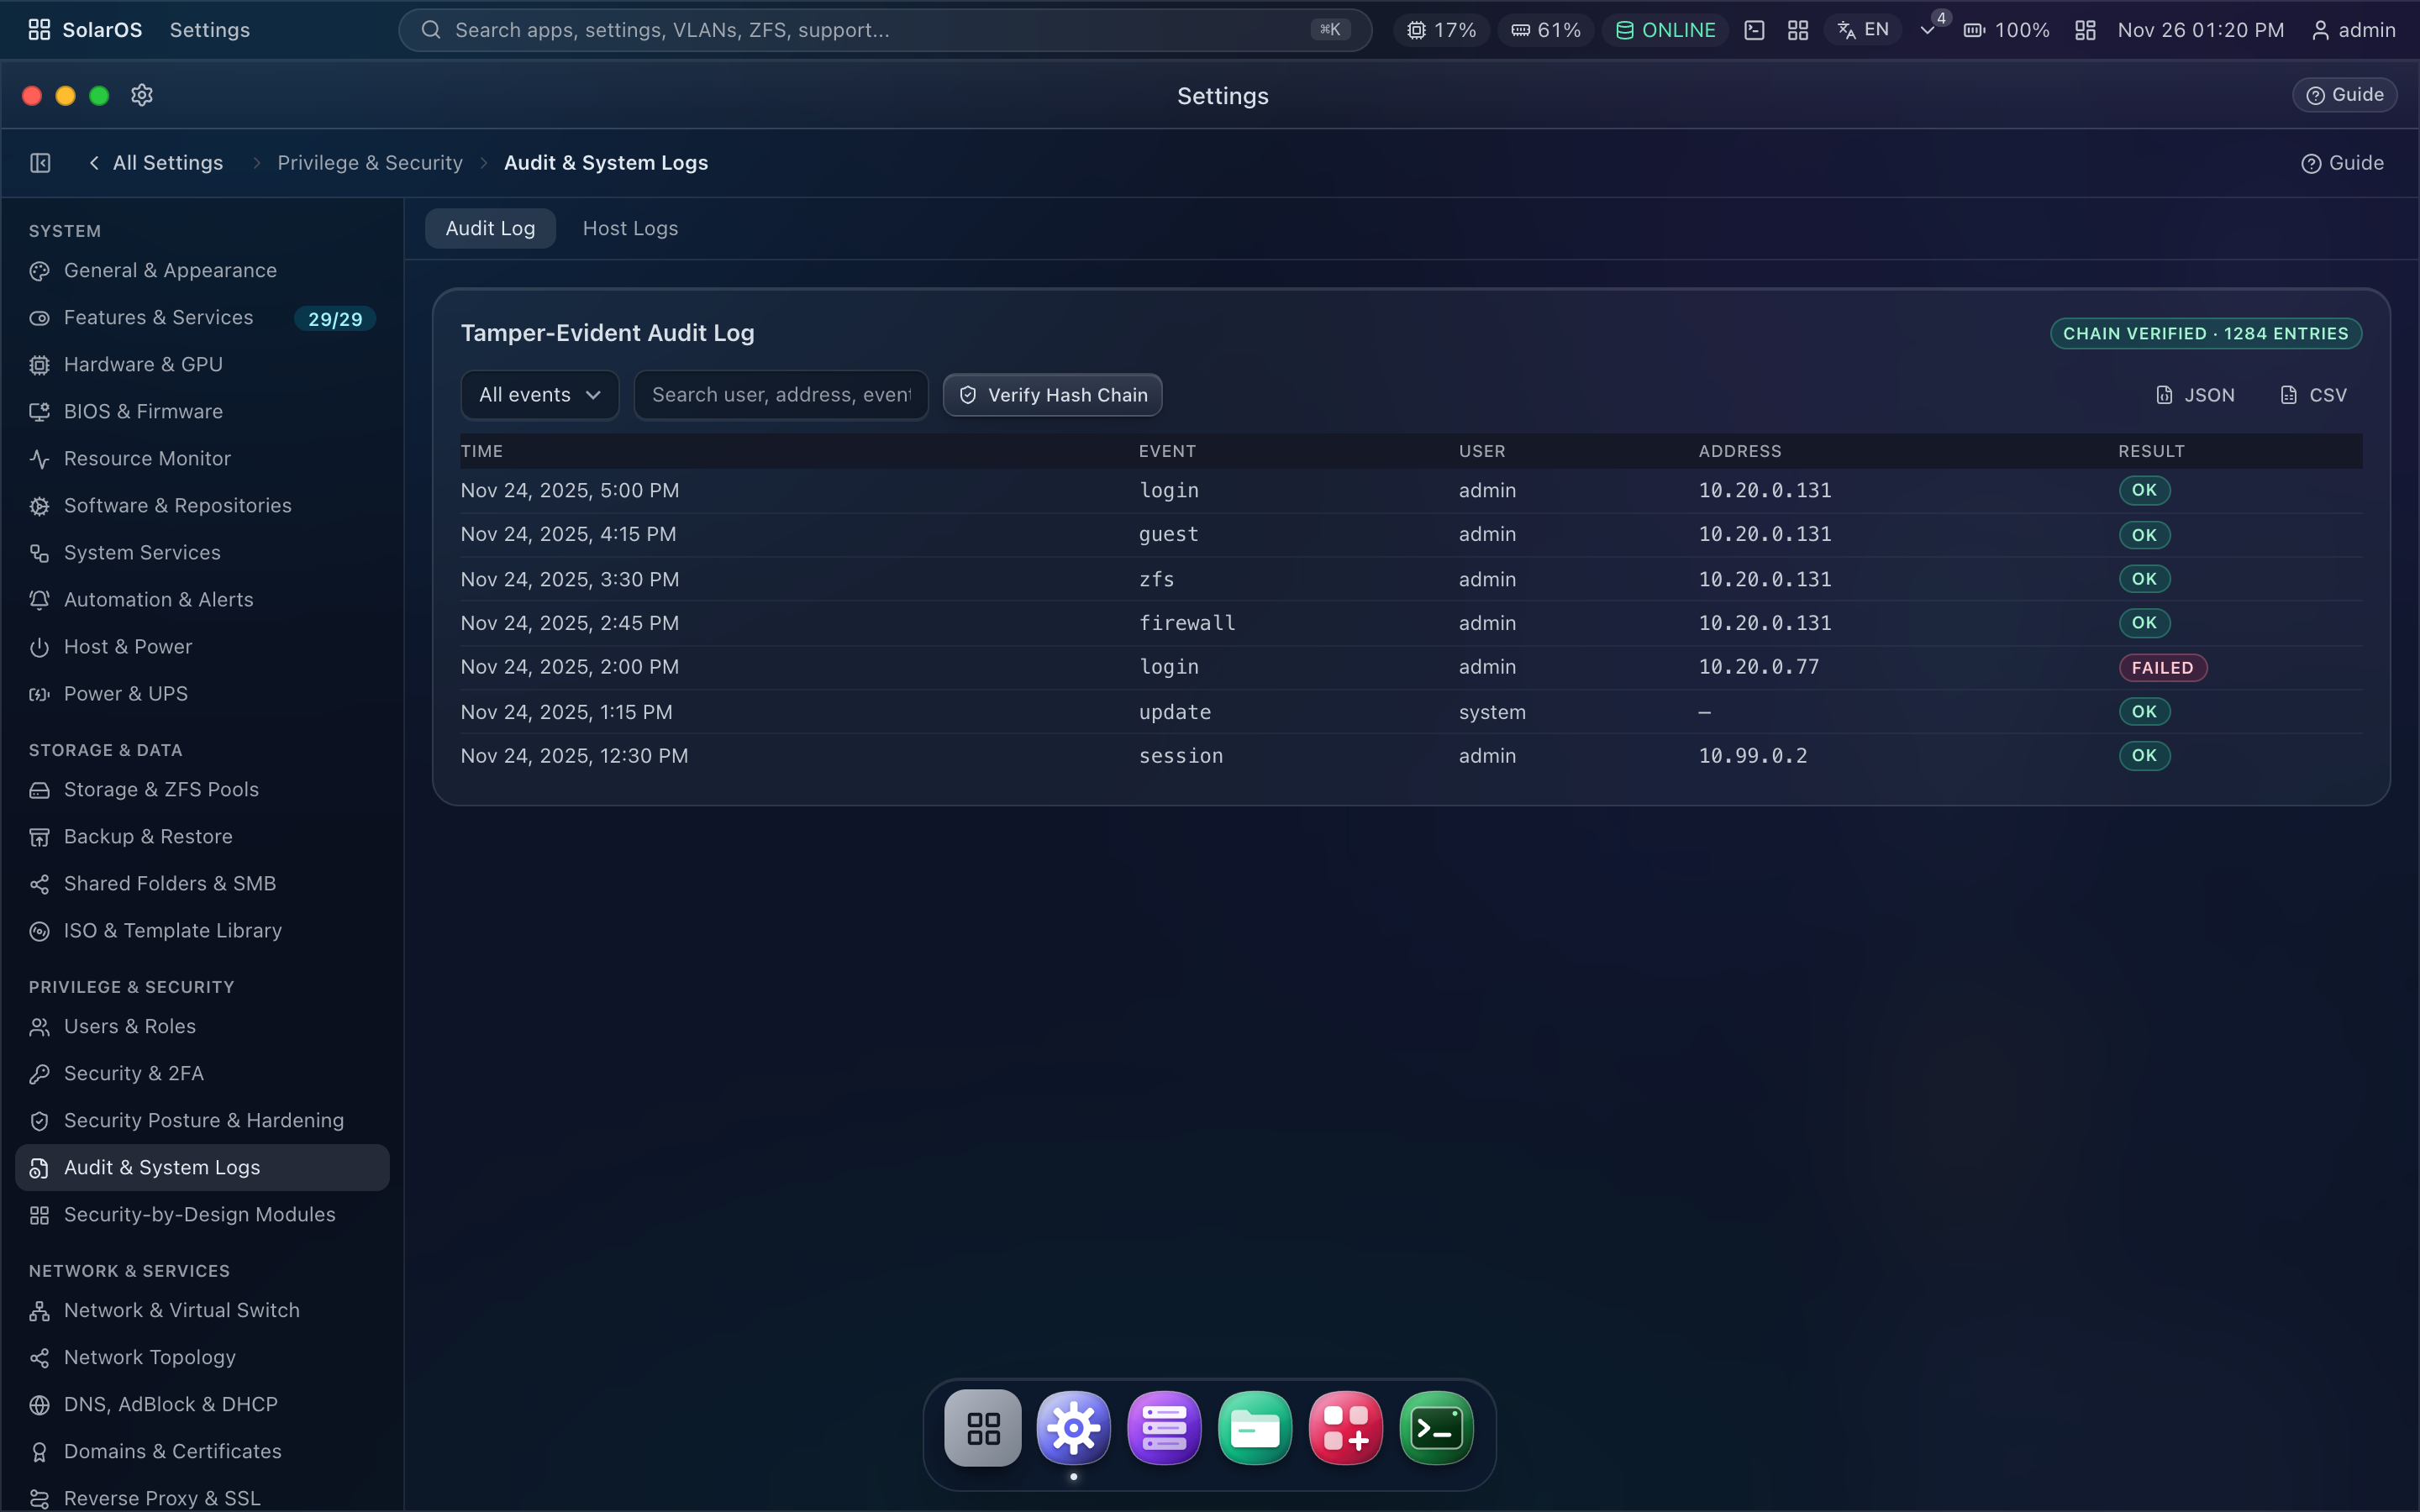 SolarOS Settings Search apps, settings, VLANs, ZFS, support... ⌘K 17% 61% ONLINE EN 4 100% Nov 26 01:20 PM admin
Settings Guide
All Settings Privilege & Security Audit & System Logs Guide
SYSTEM
General & Appearance
Features & Services 29/29
Hardware & GPU
BIOS & Firmware
Resource Monitor
Software & Repositories
System Services
Automation & Alerts
Host & Power
Power & UPS
STORAGE & DATA
Storage & ZFS Pools
Backup & Restore
Shared Folders & SMB
ISO & Template Library
PRIVILEGE & SECURITY
Users & Roles
Security & 2FA
Security Posture & Hardening
Audit & System Logs
Security-by-Design Modules
NETWORK & SERVICES
Network & Virtual Switch
Network Topology
DNS, AdBlock & DHCP
Domains & Certificates
Reverse Proxy & SSL
Audit Log Host Logs
Tamper-Evident Audit Log CHAIN VERIFIED · 1284 ENTRIES
All events Search user, address, event Verify Hash Chain JSON CSV
TIME EVENT USER ADDRESS RESULT
Nov 24, 2025, 5:00 PM login admin 10.20.0.131 OK
Nov 24, 2025, 4:15 PM guest admin 10.20.0.131 OK
Nov 24, 2025, 3:30 PM zfs admin 10.20.0.131 OK
Nov 24, 2025, 2:45 PM firewall admin 10.20.0.131 OK
Nov 24, 2025, 2:00 PM login admin 10.20.0.77 FAILED
Nov 24, 2025, 1:15 PM update system — OK
Nov 24, 2025, 12:30 PM session admin 10.99.0.2 OK